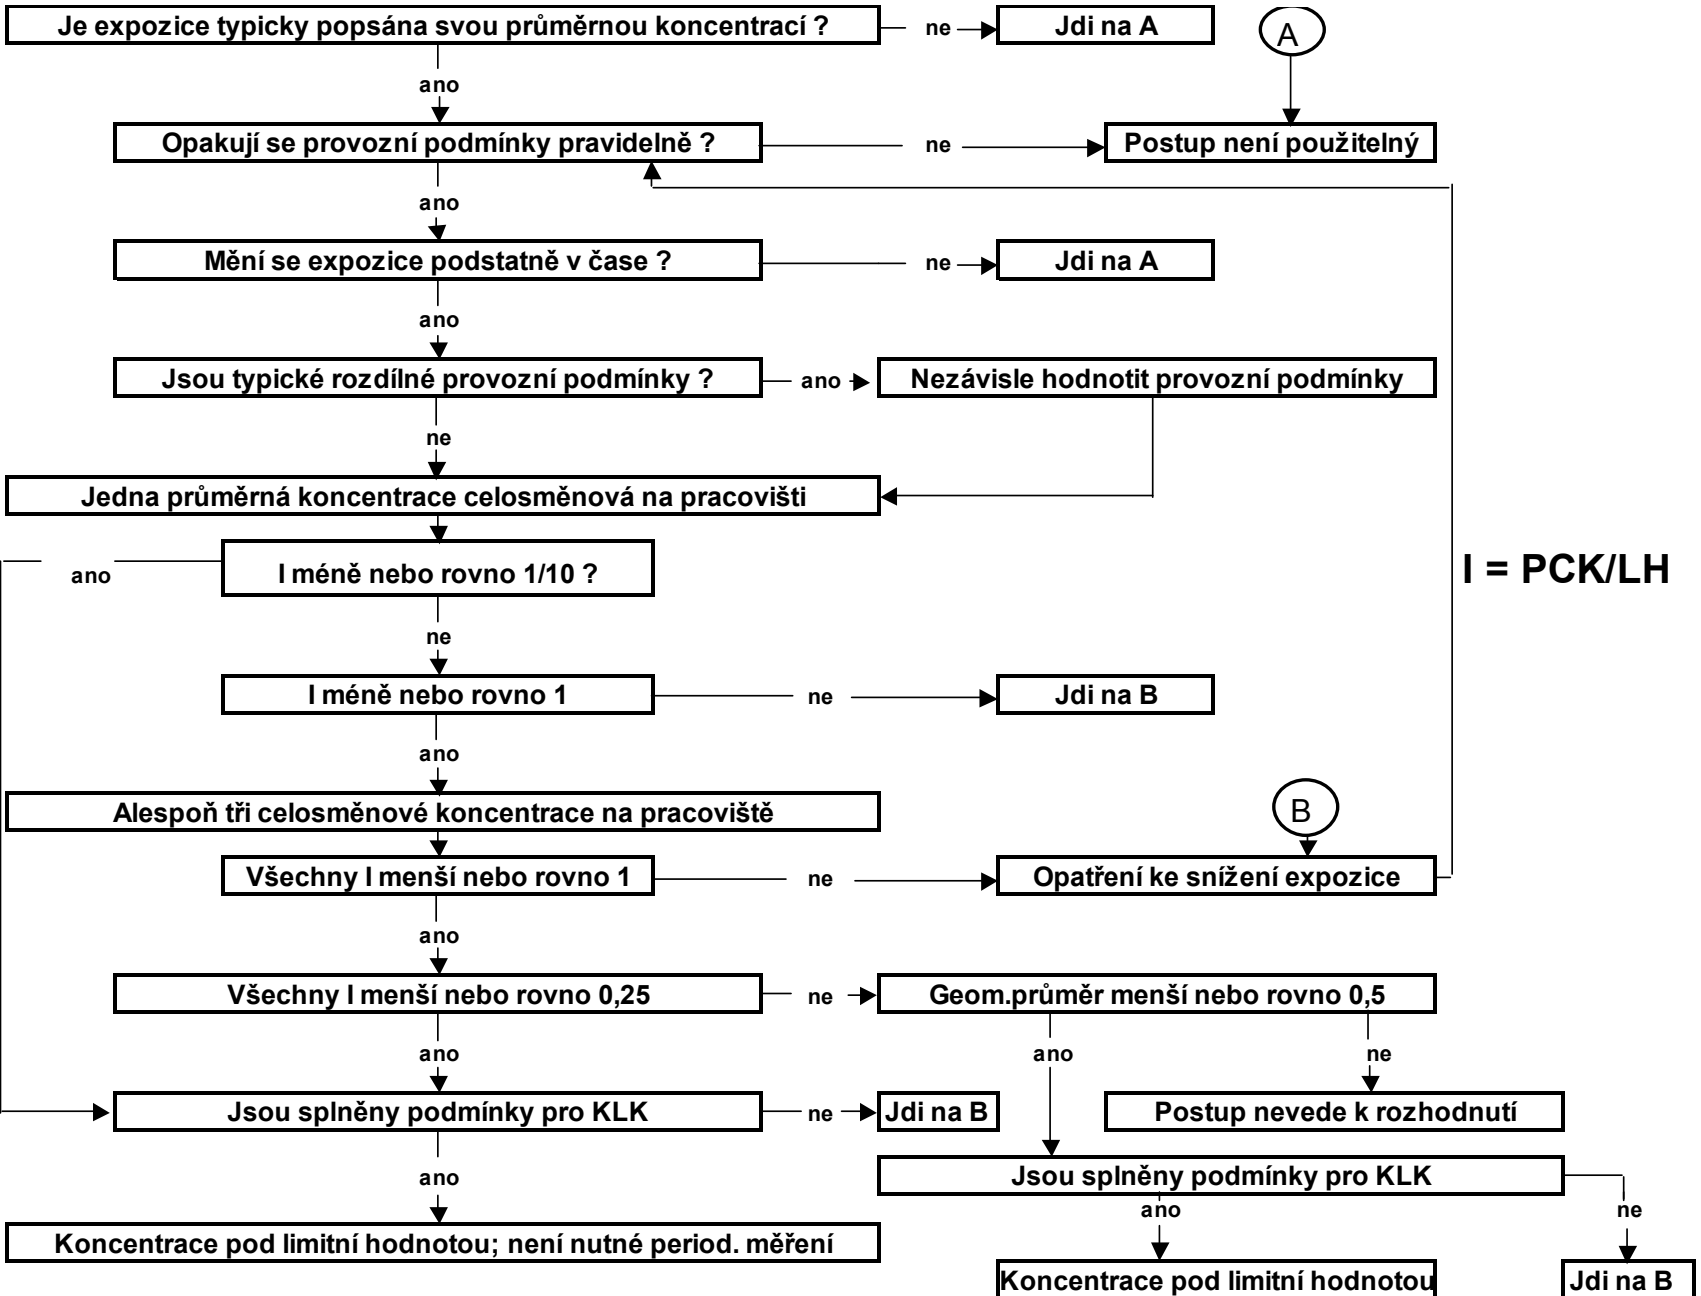 Je expozice typicky popsána svou průměrnou koncentrací ?
ne
Jdi na A
A
ano
Opakují se provozní podmínky pravidelně ?
ne
Postup není použitelný
ano
Mění se expozice podstatně v čase ?
ne
Jdi na A
ano
Jsou typické rozdílné provozní podmínky ?
ano
Nezávisle hodnotit provozní podmínky
ne
Jedna průměrná koncentrace celosměnová na pracovišti
ano
I méně nebo rovno 1/10 ?
I = PCK/LH
ne
I méně nebo rovno 1
ne
Jdi na B
ano
Alespoň tři celosměnové koncentrace na pracoviště
B
Všechny I menší nebo rovno 1
ne
Opatření ke snížení expozice
ano
Všechny I menší nebo rovno 0,25
ne
Geom.průměr menší nebo rovno 0,5
ano
ano
ne
Jsou splněny podmínky pro KLK
ne
Jdi na B
Postup nevede k rozhodnutí
ano
Jsou splněny podmínky pro KLK
ano
ne
Koncentrace pod limitní hodnotou; není nutné period. měření
Koncentrace pod limitní hodnotou
Jdi na B